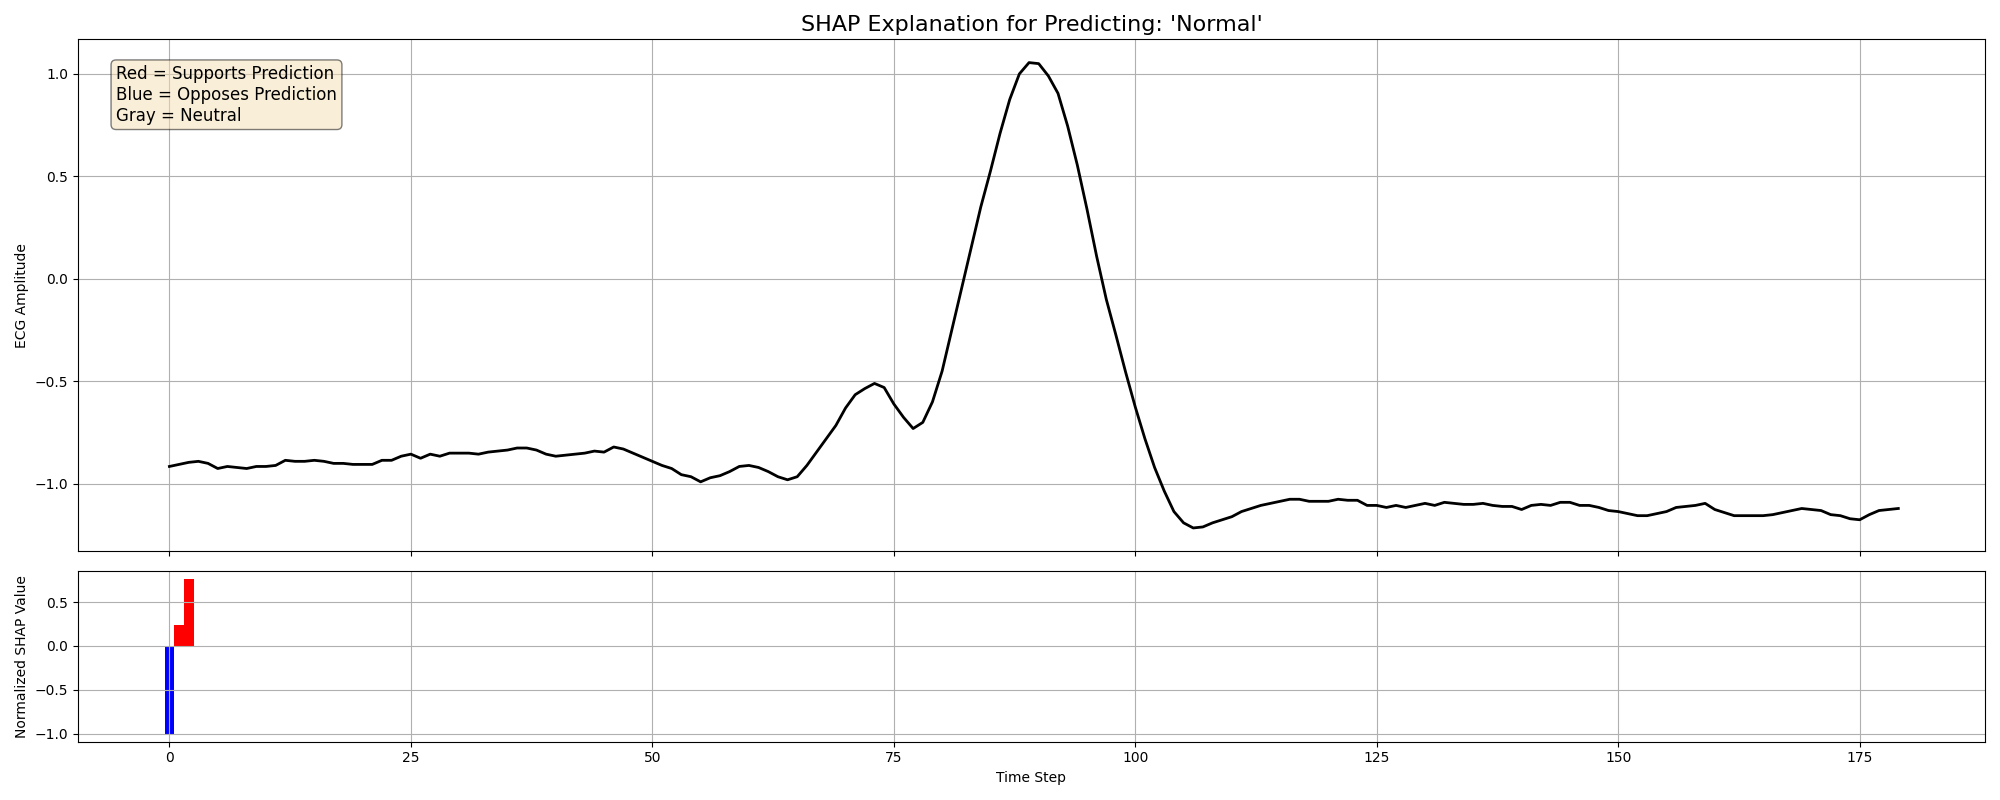 SHAP Explanation for Predicting: 'Normal'
Red = Supports Prediction
Blue = Opposes Prediction
Gray = Neutral
ECG Amplitude
1.0
0.5
0.0
−0.5
−1.0
Normalized SHAP Value
0.5
0.0
−0.5
−1.0
0 25 50 75 100 125 150 175
Time Step